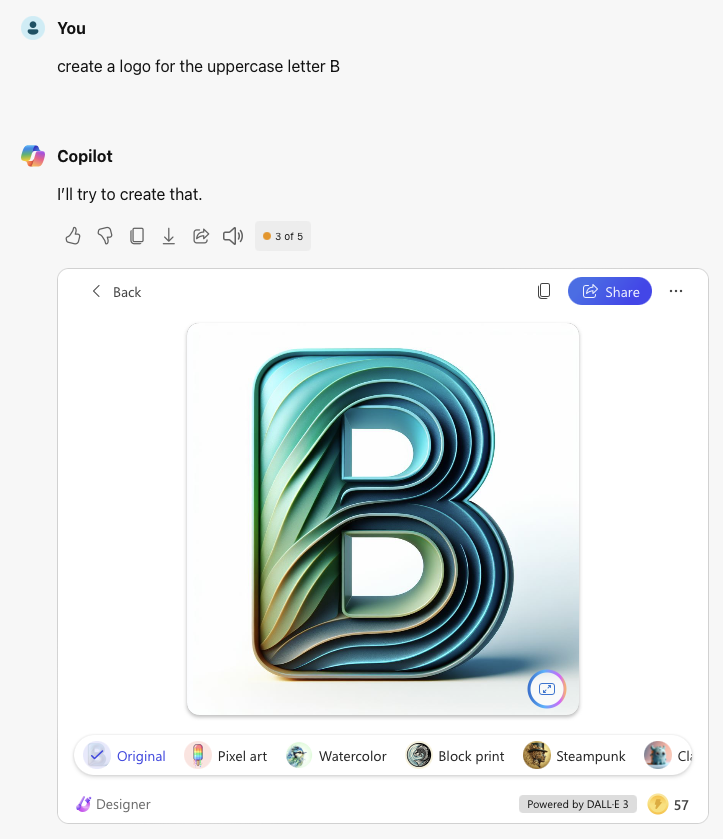 You
create a logo for the uppercase letter B
Copilot
I'll try to create that.
3 of 5
Back
Share
B
Original Pixel art Watercolor Block print Steampunk Cla
Designer
Powered by DALL·E 3 57